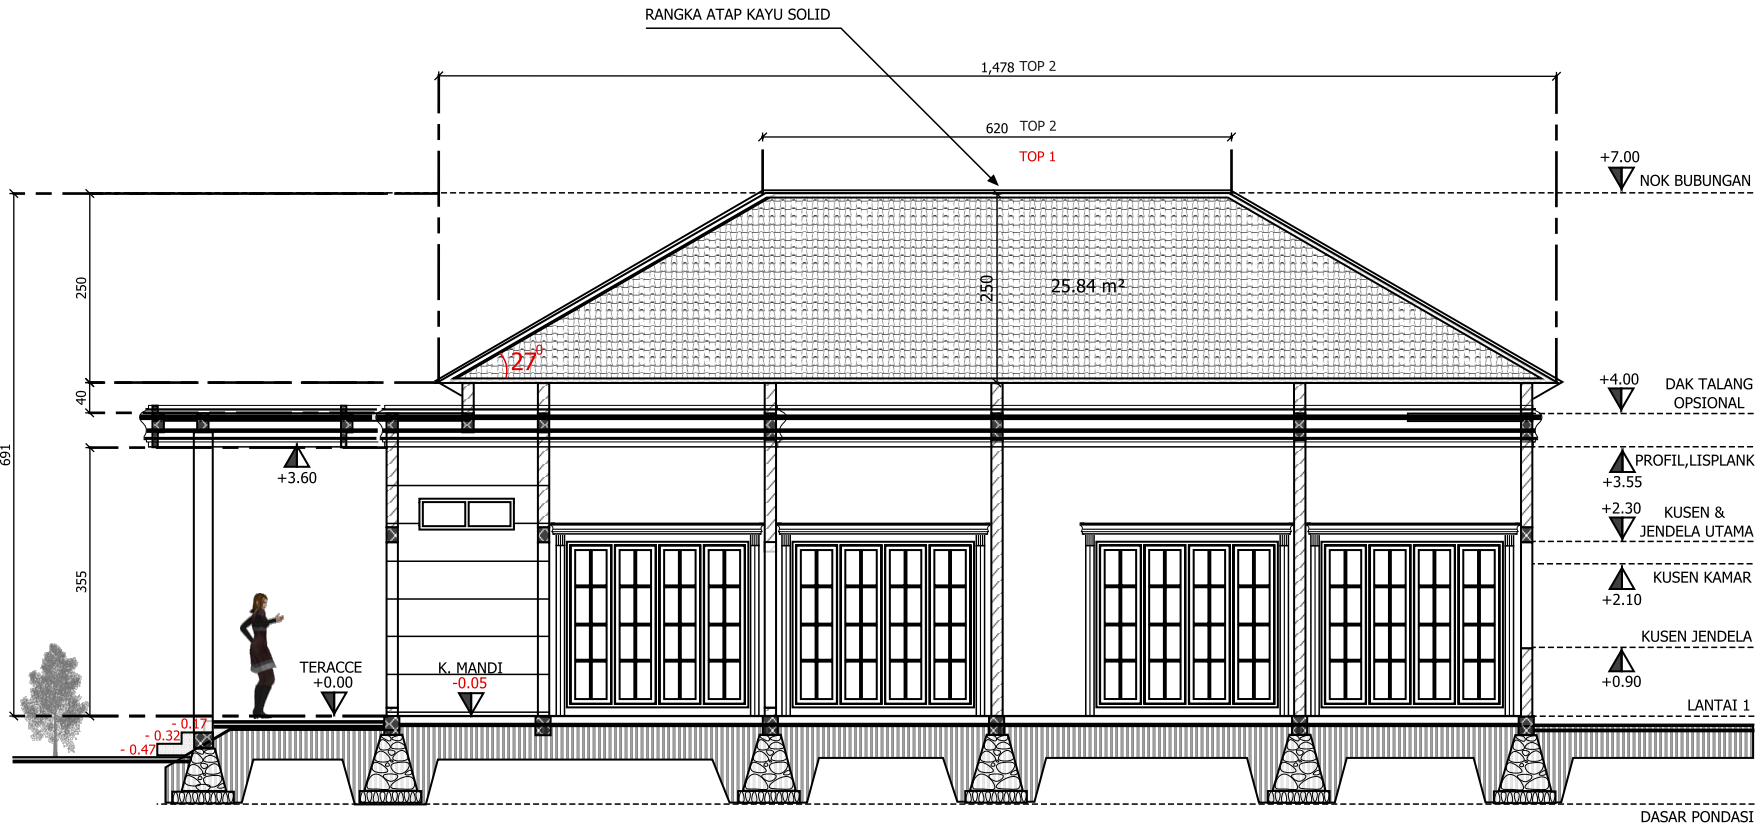 RANGKA ATAP KAYU SOLID
1,478 TOP 2
620 TOP 2
TOP 1
+7.00
NOK BUBUNGAN
250
250
25.84 m²
27⁰
+4.00
DAK TALANG
OPSIONAL
40
691
+3.60
PROFIL,LISPLANK
+3.55
+2.30
KUSEN &
JENDELA UTAMA
355
KUSEN KAMAR
+2.10
KUSEN JENDELA
TERACCE
+0.00
K. MANDI
-0.05
+0.90
LANTAI 1
- 0.17
- 0.32
- 0.47
DASAR PONDASI